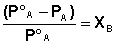 (P°A – PA) / P°A = XB